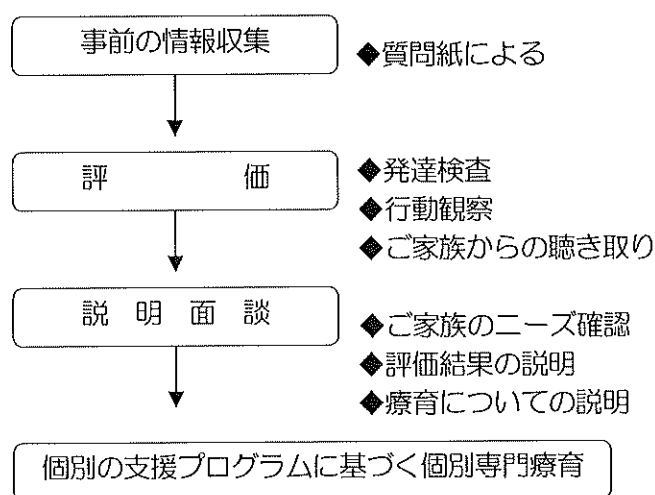 事前の情報収集
◆質問紙による
評価
◆発達検査
◆行動観察
◆ご家族からの聴き取り
説明面談
◆ご家族のニーズ確認
◆評価結果の説明
◆療育についての説明
個別の支援プログラムに基づく個別専門療育